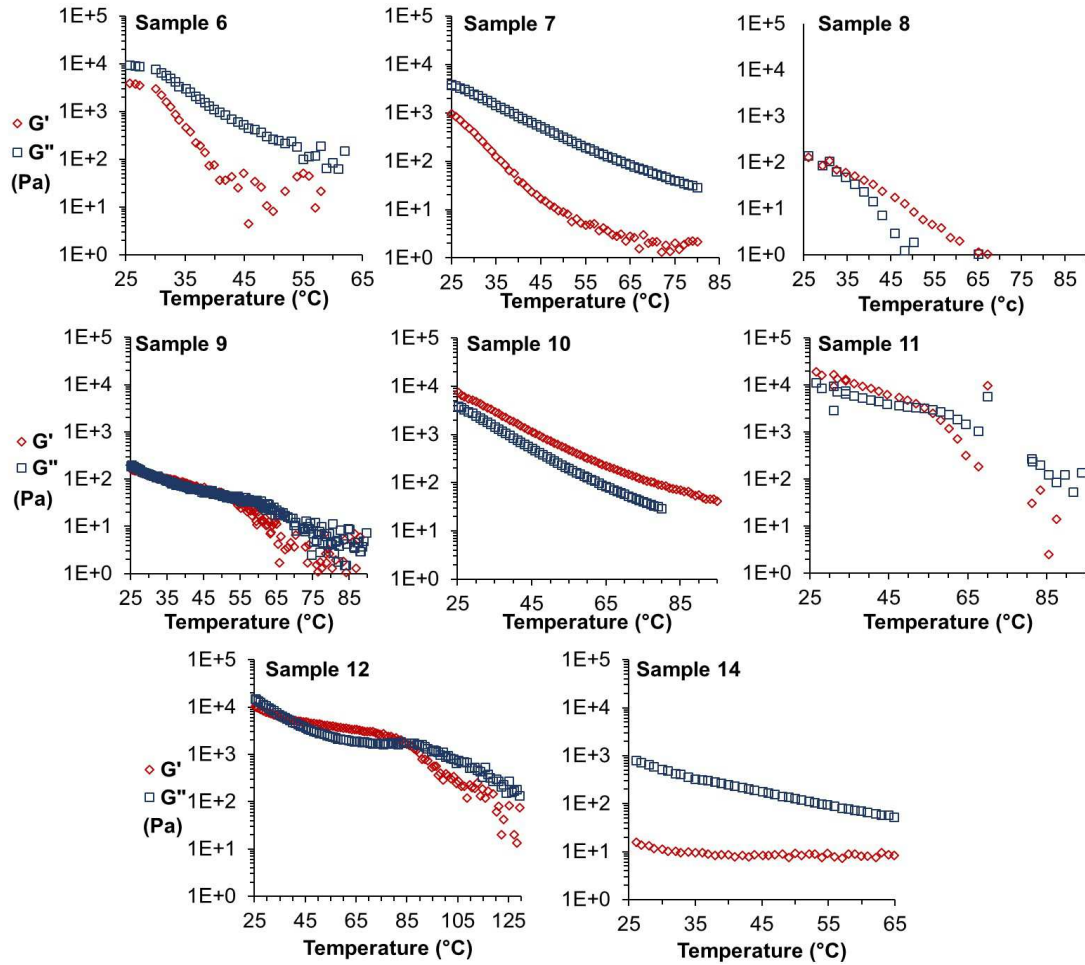 Sample 6
1E+5
1E+4
1E+3
1E+2
1E+1
1E+0
G'
G"
(Pa)
25 35 45 55 65
Temperature (°C)
Sample 7
1E+5
1E+4
1E+3
1E+2
1E+1
1E+0
25 35 45 55 65 75 85
Temperature (°C)
Sample 8
1E+5
1E+4
1E+3
1E+2
1E+1
1E+0
25 35 45 55 65 75 85
Temperature (°c)
Sample 9
1E+5
1E+4
1E+3
1E+2
1E+1
1E+0
G'
G"
(Pa)
25 35 45 55 65 75 85
Temperature (°C)
Sample 10
1E+5
1E+4
1E+3
1E+2
1E+1
1E+0
25 45 65 85
Temperature (°C)
Sample 11
1E+5
1E+4
1E+3
1E+2
1E+1
1E+0
25 45 65 85
Temperature (°C)
Sample 12
1E+5
1E+4
1E+3
1E+2
1E+1
1E+0
G'
G"
(Pa)
25 45 65 85 105 125
Temperature (°C)
Sample 14
1E+5
1E+4
1E+3
1E+2
1E+1
1E+0
25 45 65
Temperature (°C)